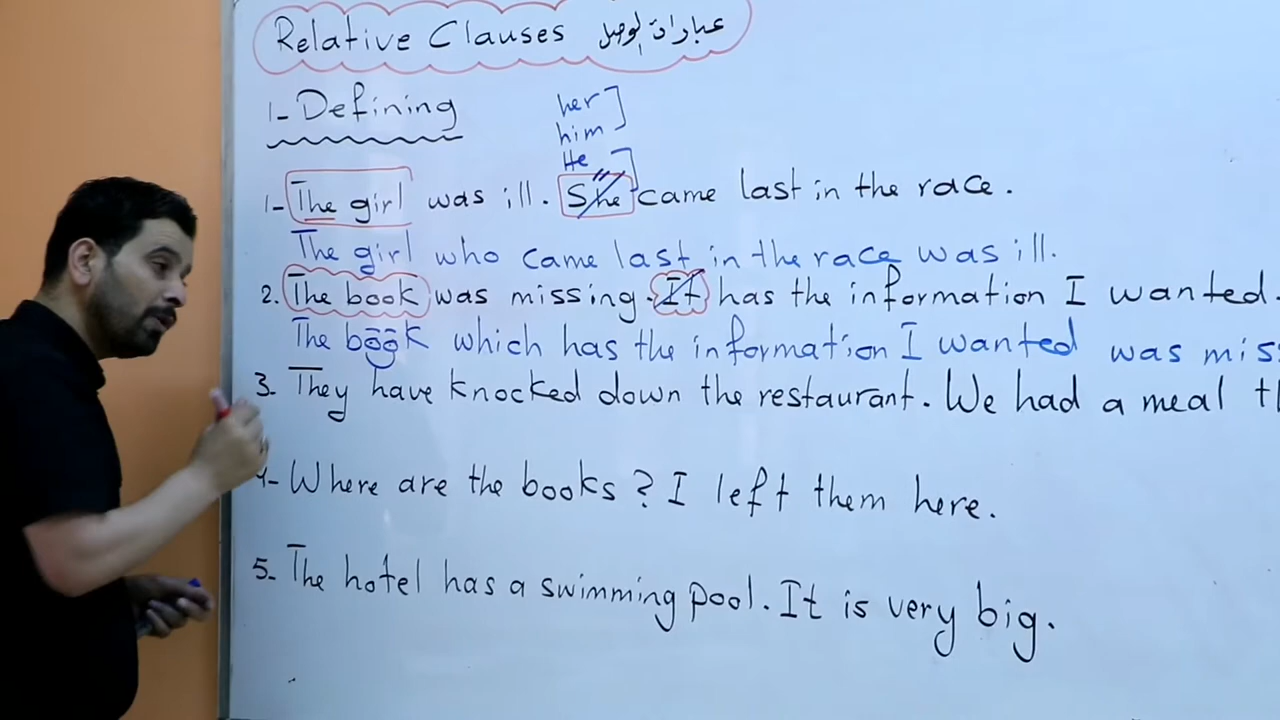 Relative Clauses عبارات الوصل
1- Defining
her
him
He
1- The girl was ill. She came last in the race.
The girl who came last in the race was ill.
2. The book was missing. It has the information I wanted.
The book which has the information I wanted was mis
3- They have knocked down the restaurant. We had a meal th
4- Where are the books? I left them here.
5- The hotel has a swimming pool. It is very big.